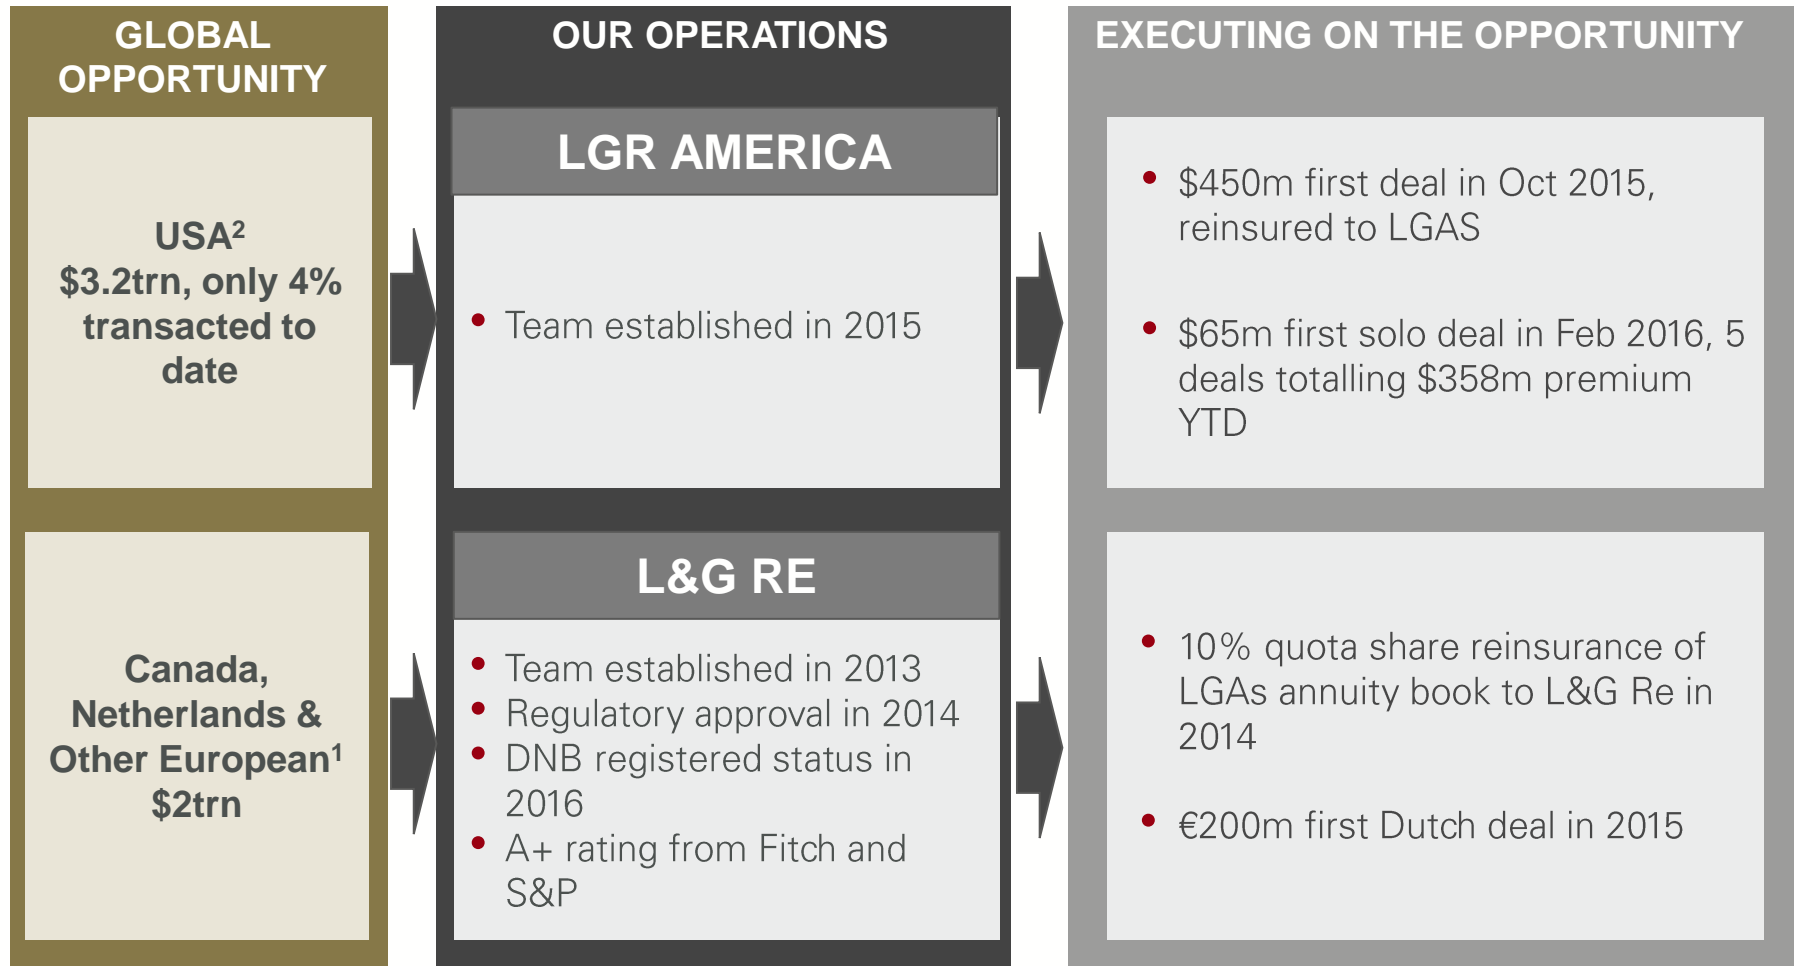 GLOBAL
OPPORTUNITY
USA²
$3.2trn, only 4%
transacted to
date
Canada,
Netherlands &
Other European¹
$2trn
OUR OPERATIONS
LGR AMERICA
• Team established in 2015
L&G RE
• Team established in 2013
• Regulatory approval in 2014
• DNB registered status in
2016
• A+ rating from Fitch and
S&P
EXECUTING ON THE OPPORTUNITY
• $450m first deal in Oct 2015,
reinsured to LGAS
• $65m first solo deal in Feb 2016, 5
deals totalling $358m premium
YTD
• 10% quota share reinsurance of
LGAs annuity book to L&G Re in
2014
• €200m first Dutch deal in 2015